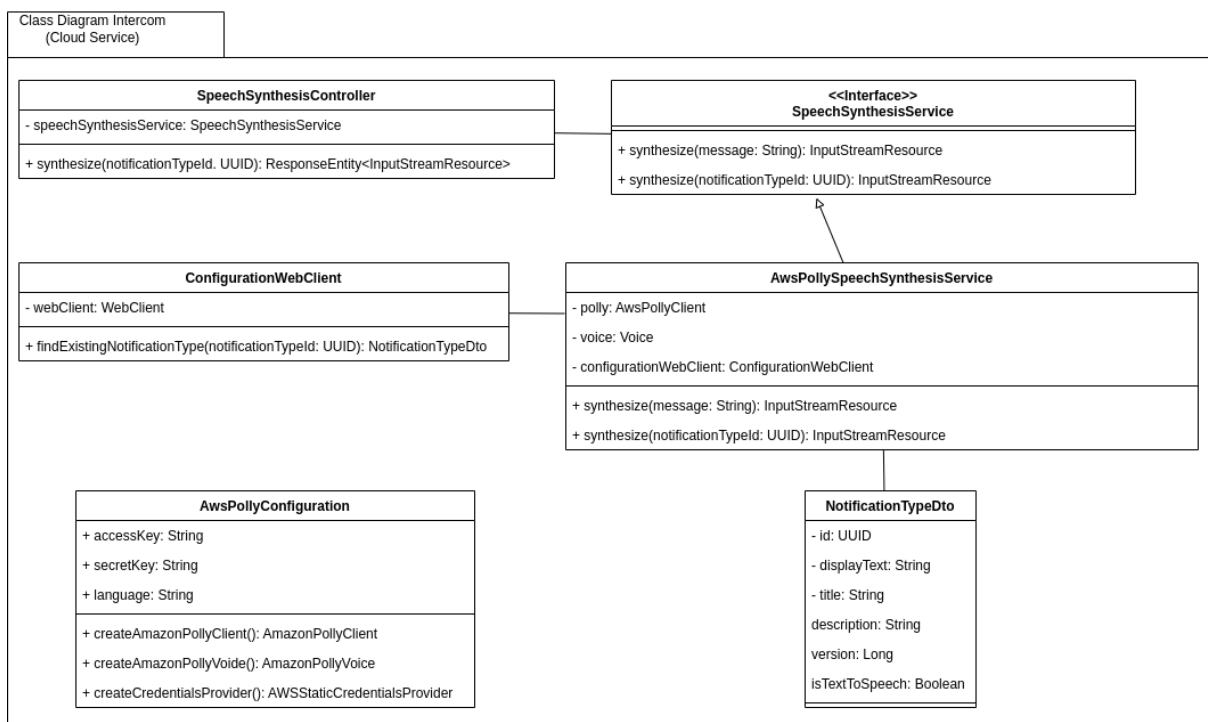 Class Diagram Intercom
(Cloud Service)
SpeechSynthesisController
- speechSynthesisService: SpeechSynthesisService
+ synthesize(notificationTypeId. UUID): ResponseEntity<InputStreamResource>
<<Interface>>
SpeechSynthesisService
+ synthesize(message: String): InputStreamResource
+ synthesize(notificationTypeId: UUID): InputStreamResource
ConfigurationWebClient
- webClient: WebClient
+ findExistingNotificationType(notificationTypeId: UUID): NotificationTypeDto
AwsPollySpeechSynthesisService
- polly: AwsPollyClient
- voice: Voice
- configurationWebClient: ConfigurationWebClient
+ synthesize(message: String): InputStreamResource
+ synthesize(notificationTypeId: UUID): InputStreamResource
AwsPollyConfiguration
+ accessKey: String
+ secretKey: String
+ language: String
+ createAmazonPollyClient(): AmazonPollyClient
+ createAmazonPollyVoide(): AmazonPollyVoice
+ createCredentialsProvider(): AWSStaticCredentialsProvider
NotificationTypeDto
- id: UUID
- displayText: String
- title: String
description: String
version: Long
isTextToSpeech: Boolean